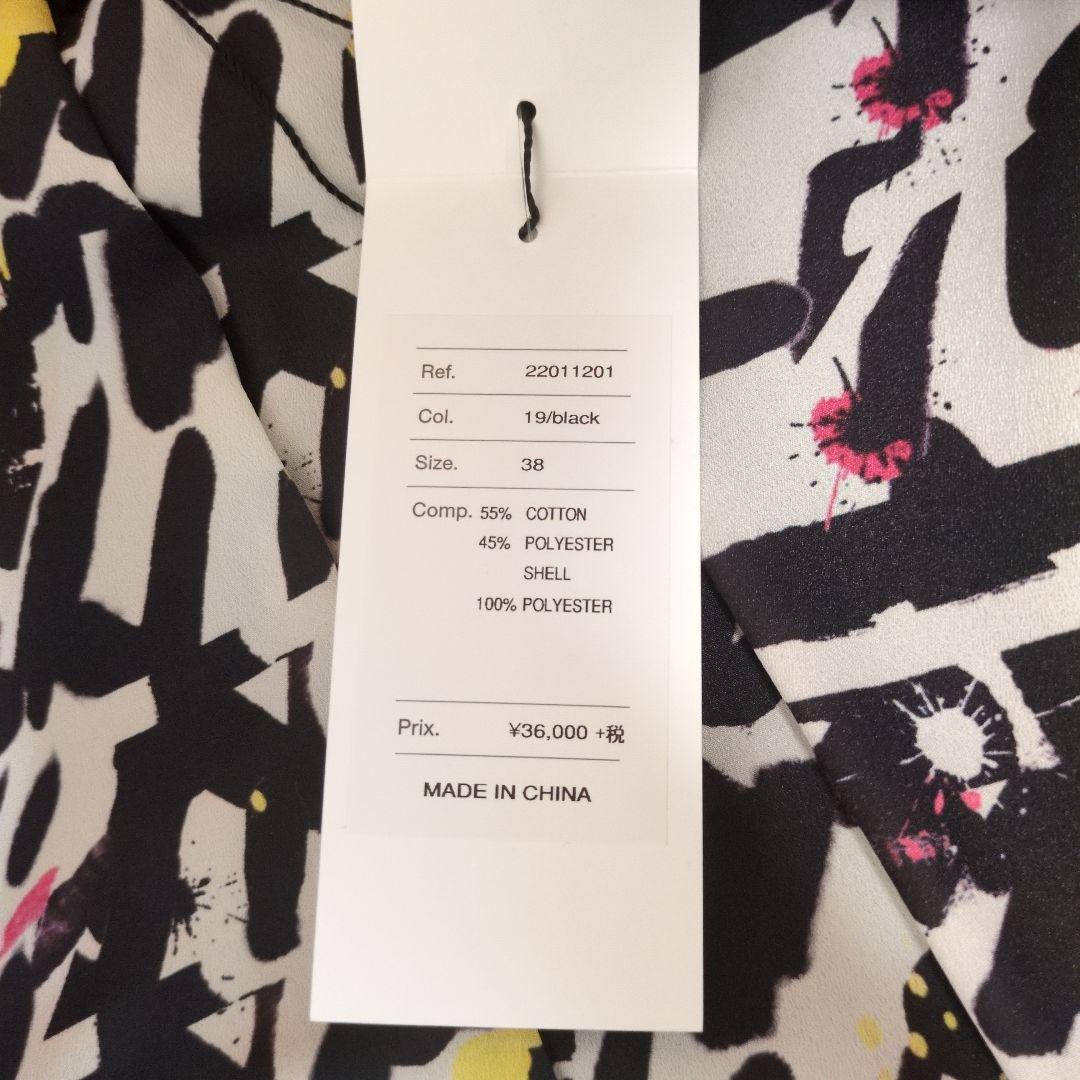 Ref. 22011201
Col. 19/black
Size. 38
Comp. 55% COTTON
45% POLYESTER
SHELL
100% POLYESTER
Prix. ¥36,000 +税
MADE IN CHINA